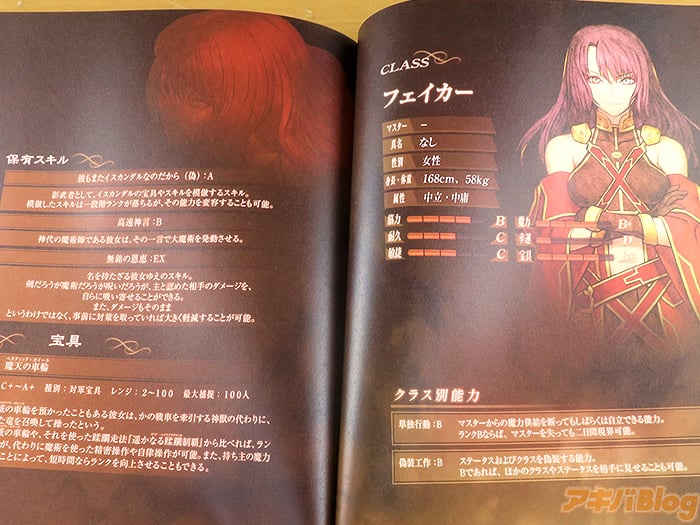 保有スキル
彼もまたイスカンダルなのだから(偽):A
影武者として、イスカンダルの宝具やスキルを模倣するスキル。
模倣したスキルは一段階ランクが落ちるが、その能力を変容することも可能。
高速神言:B
神代の魔術師である彼女は、その一言で大魔術を発動させる。
無銘の恩恵:EX
名を持たざる彼女ゆえのスキル。
剣だろうが魔術だろうが呪いだろうが、主と認めた相手のダメージを、
自らに吸い寄せることができる。
また、ダメージもそのまま
というわけではなく、事前に対策を取っていれば大きく軽減することが可能。
宝具
魔天の車輪
C+~A+ 種別:対軍宝具 レンジ:2~100 最大捕捉:100人
の車輪を預かったこともある彼女は、かの戦車を牽引する神獣の代わりに、
た竜を召喚して操ったという。
の車輪や、それを使った蹂躙走法『遥かなる蹂躙制覇』から比べれば、ラン
が、代わりに魔術を使った精密操作や自律操作が可能。また、持ち主の魔力
ことによって、短時間ならランクを向上させることもできる。
CLASS
フェイカー
マスター −
真名 なし
性別 女性
身長・体重 168cm、58kg
属性 中立・中庸
筋力 B 魔力 B+
耐久 C 幸運 D
敏捷 C 宝具
クラス別能力
単独行動:B マスターからの魔力供給を断ってもしばらくは自立できる能力。
ランクBならば、マスターを失っても二日間現界可能。
偽装工作:B ステータスおよびクラスを偽装する能力。
Bであれば、ほかのクラスやステータスを相手に見せることも可能。
アキバBlog